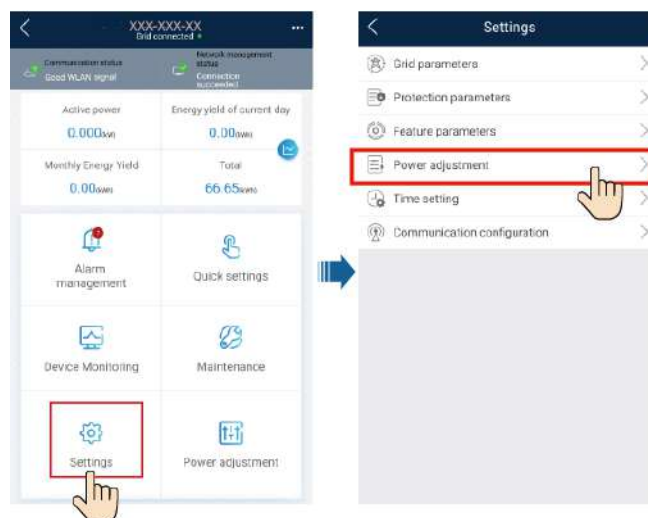 XXX-XXX-XX
Grid connected
...
Communication status
Good WLAN signal
Network management
status
Connection
succeeded
Active power
0.000kW
Energy yield of current day
0.00kWh
Monthly Energy Yield
0.00kWh
Total
66.65kWh
Alarm
management
Quick settings
Device Monitoring
Maintenance
Settings
Power adjustment
Settings
Grid parameters
Protection parameters
Feature parameters
Power adjustment
Time setting
Communication configuration